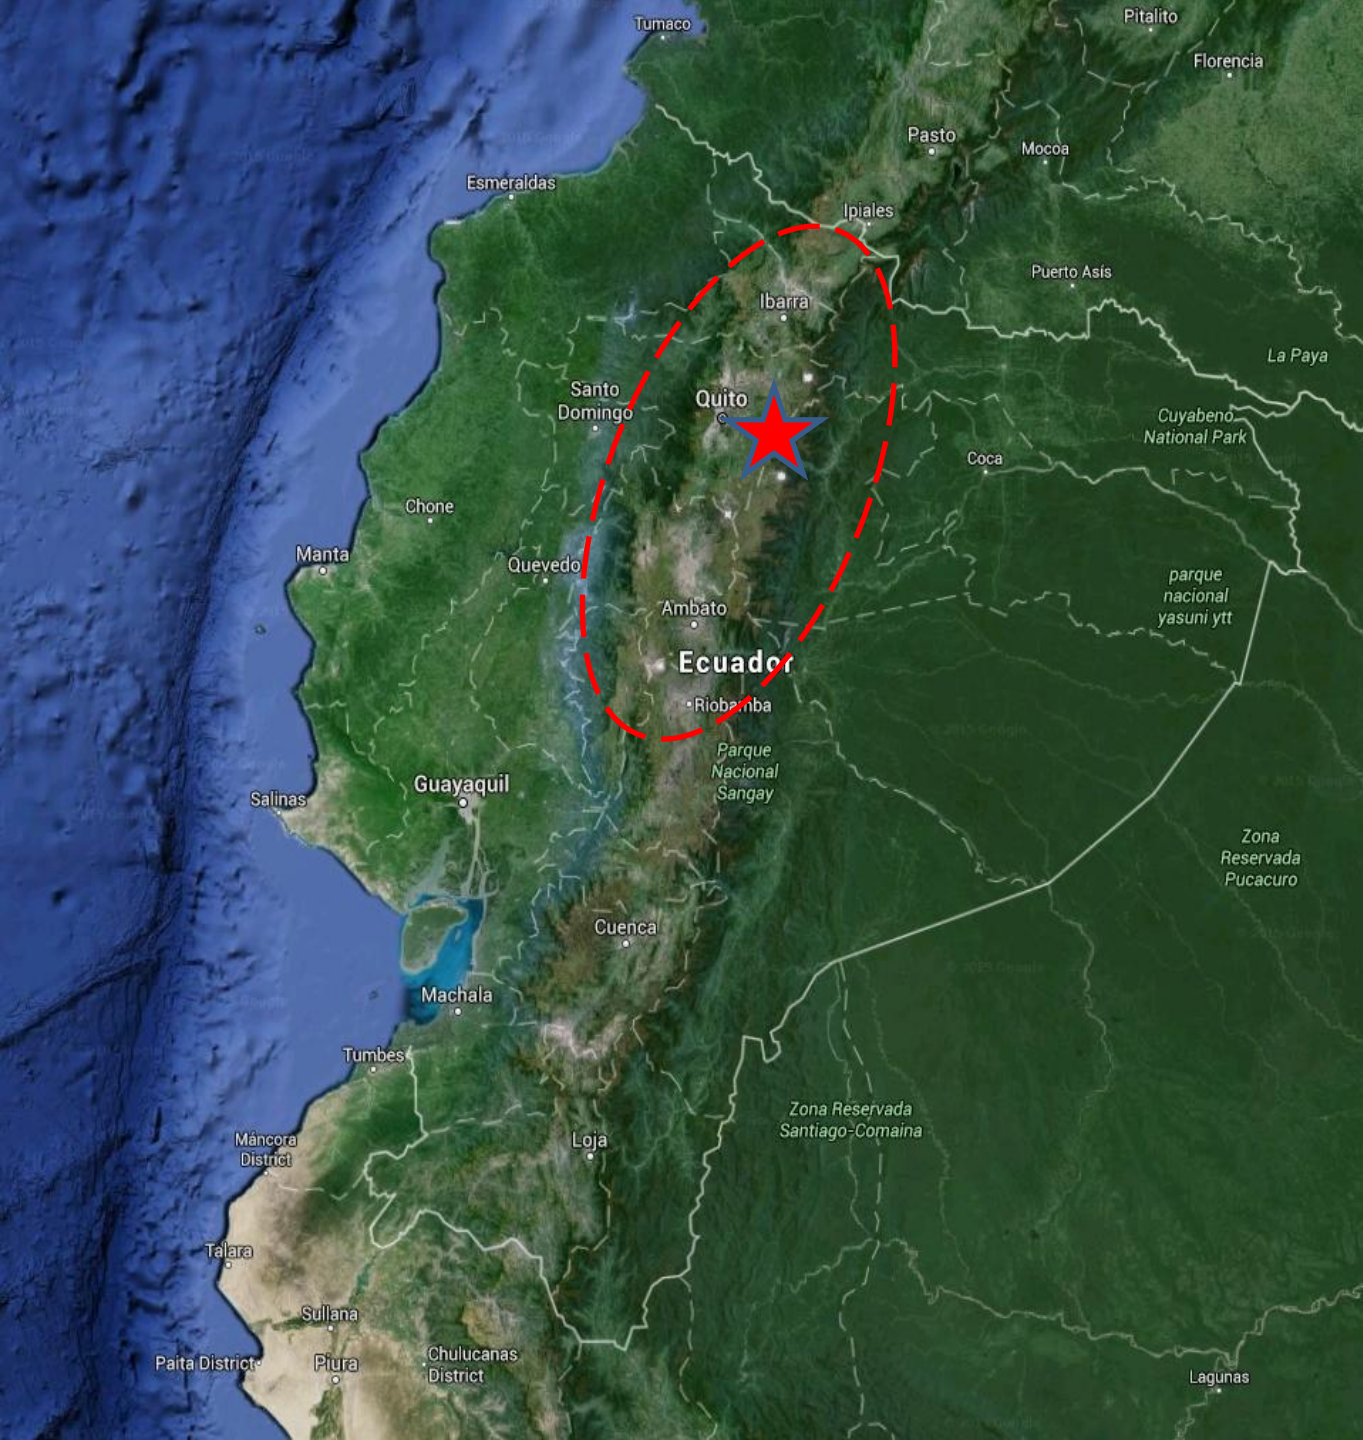 Tumaco
Pitalito
Florencia
Pasto
Mocoa
Esmeraldas
Ipiales
Puerto Asís
Ibarra
La Paya
Santo
Domingo
Quito
Cuyabeno
National Park
Coca
Chone
Manta
Quevedo
parque
nacional
yasuni ytt
Ambato
Ecuador
Riobamba
Parque
Nacional
Sangay
Guayaquil
Salinas
Zona
Reservada
Pucacuro
Cuenca
Machala
Tumbes
Zona Reservada
Santiago-Comaina
Máncora
District
Loja
Talara
Sullana
Paita District
Piura
Chulucanas
District
Lagunas